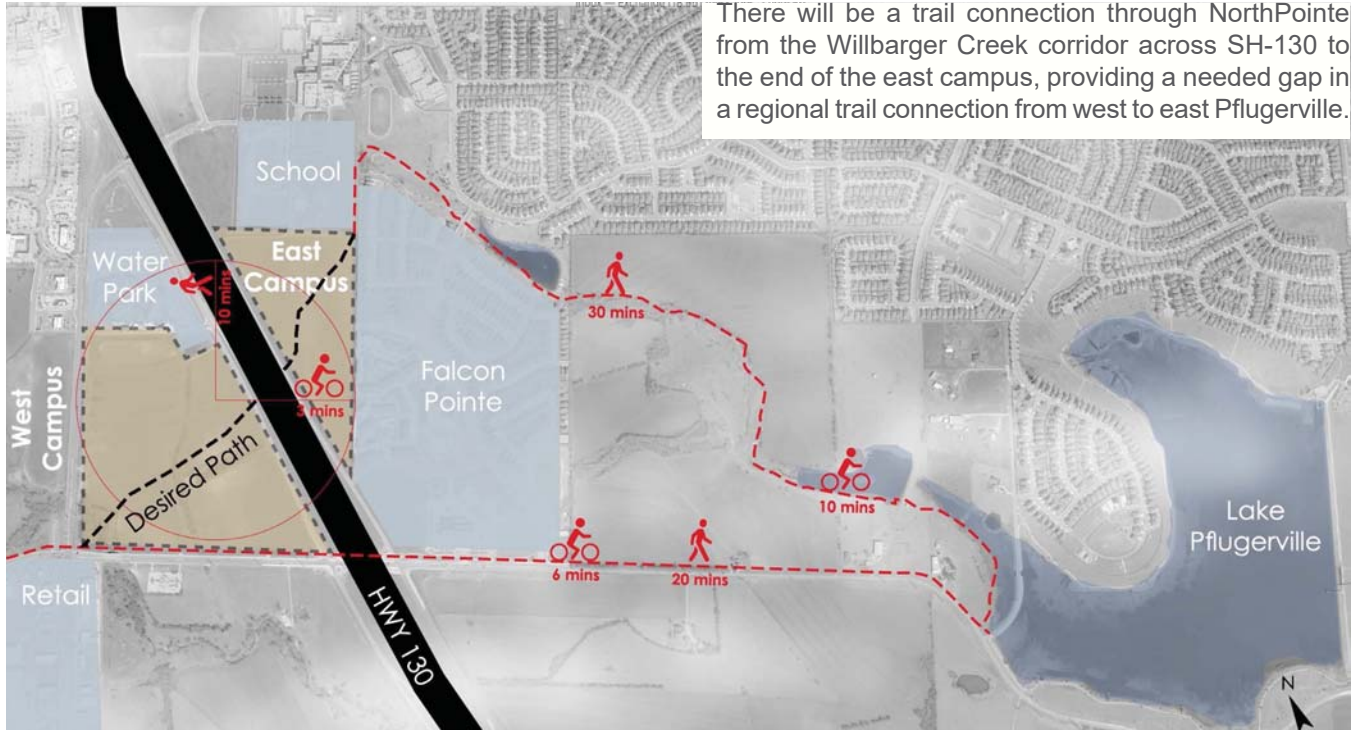 There will be a trail connection through NorthPointe
from the Willbarger Creek corridor across SH-130 to
the end of the east campus, providing a needed gap in
a regional trail connection from west to east Pflugerville.
School
East
Campus
Water
Park
10 mins
30 mins
3 mins
Falcon
Pointe
West
Campus
Desired Path
10 mins
Lake
Pflugerville
6 mins
20 mins
Retail
HWY 130
N